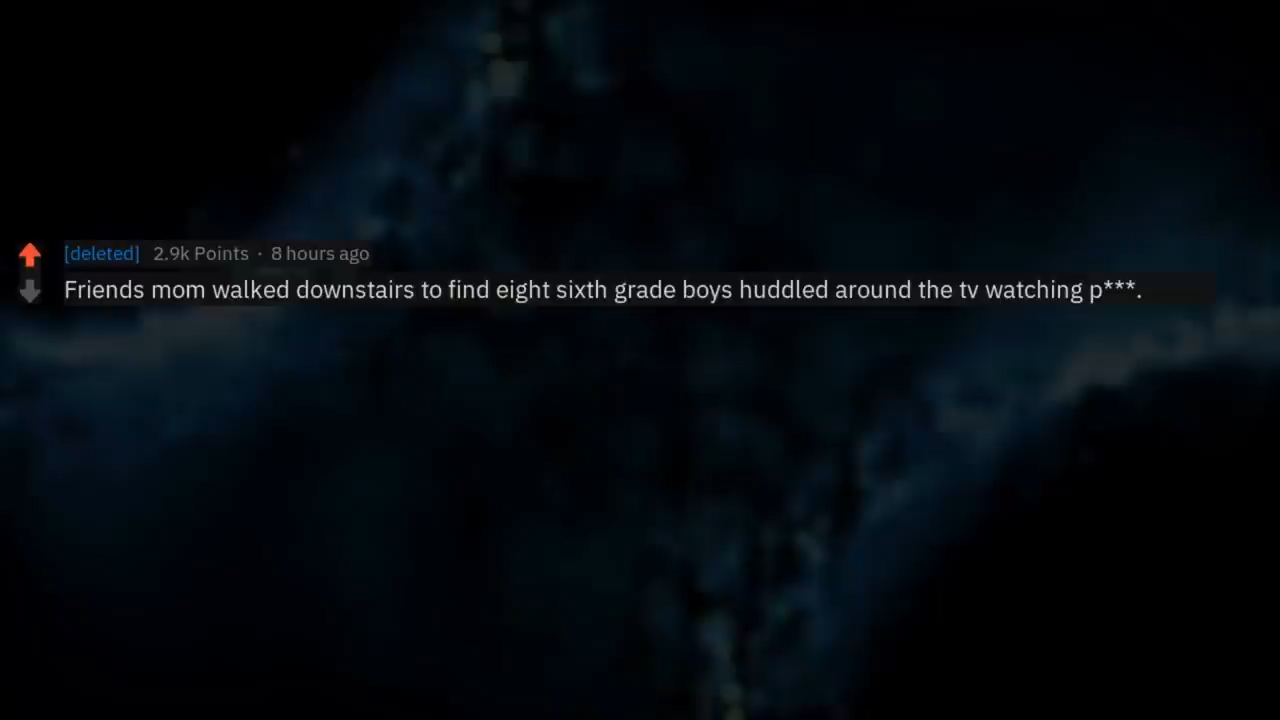 [deleted] 2.9k Points · 8 hours ago
Friends mom walked downstairs to find eight sixth grade boys huddled around the tv watching p***.